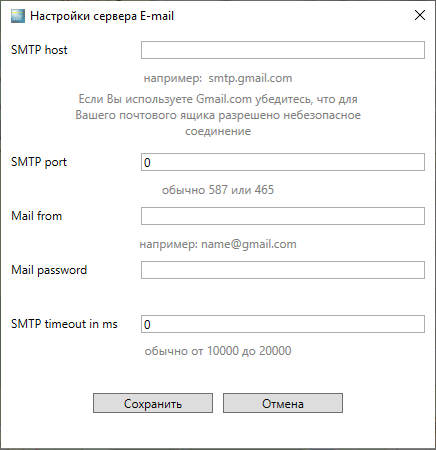 Настройки сервера E-mail
SMTP host
например: smtp.gmail.com
Если Вы используете Gmail.com убедитесь, что для
Вашего почтового ящика разрешено небезопасное
соединение
SMTP port
0
обычно 587 или 465
Mail from
например: name@gmail.com
Mail password
SMTP timeout in ms
0
обычно от 10000 до 20000
Сохранить
Отмена